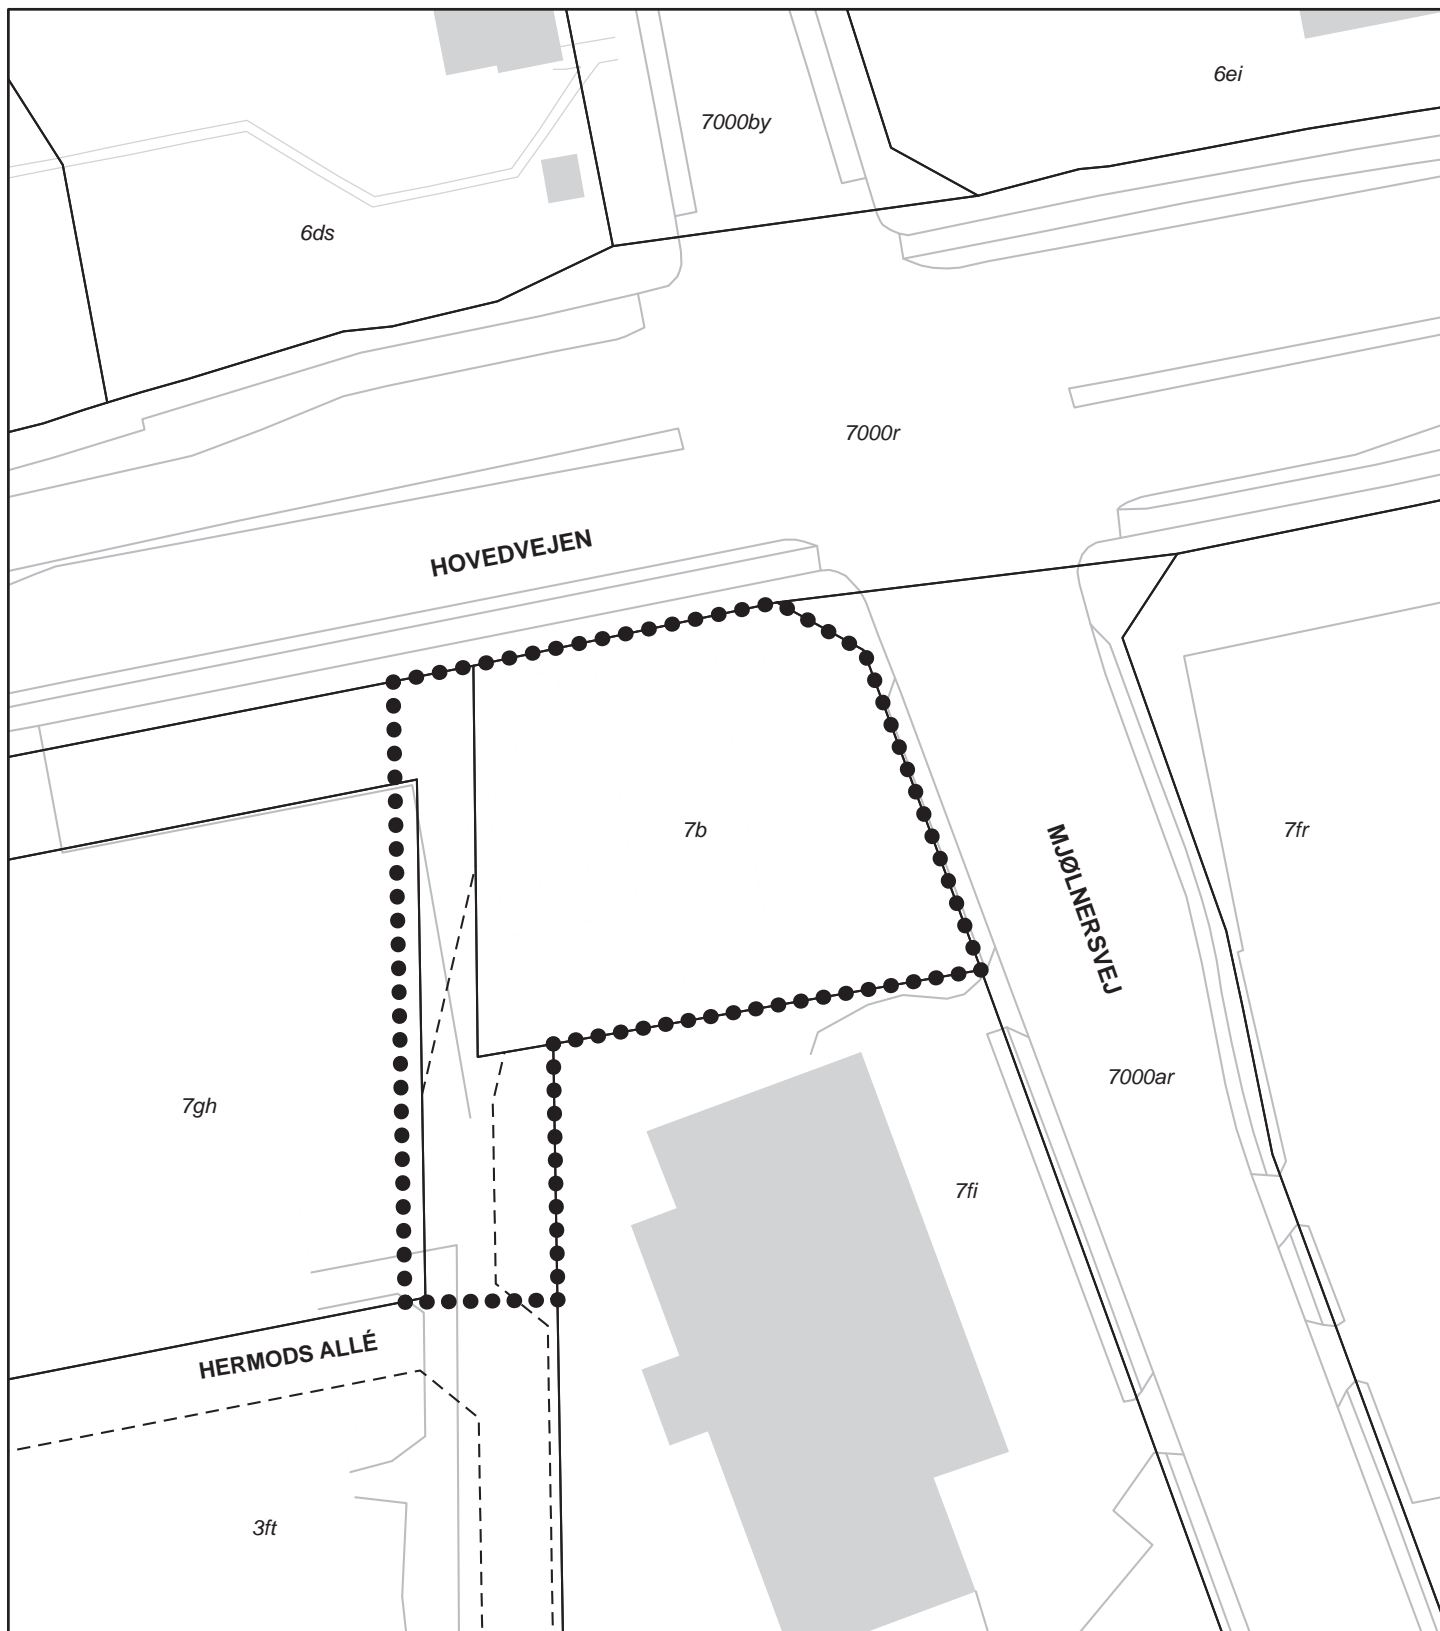 6ei
7000by
6ds
7000r
HOVEDVEJEN
7b
MJØLNERSVEJ
7fr
7000ar
7gh
7fi
HERMODS ALLÉ
3ft